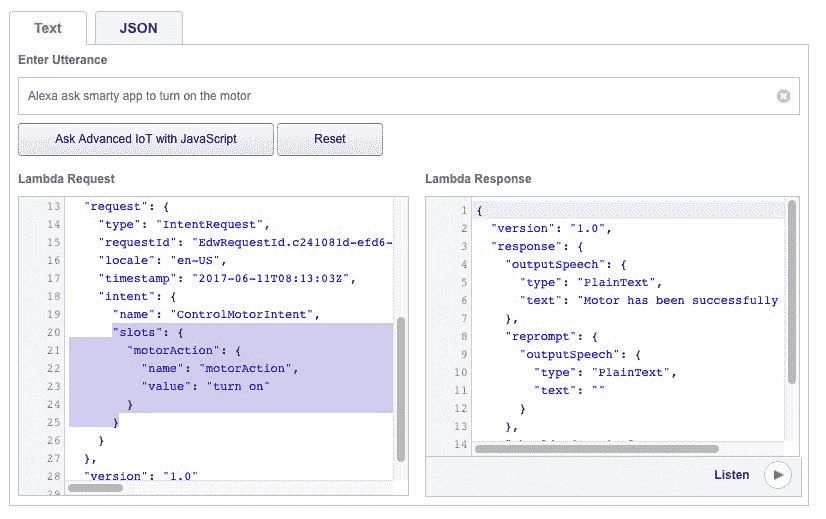 Text JSON
Enter Utterance
Alexa ask smarty app to turn on the motor
Ask Advanced IoT with JavaScript Reset
Lambda Request
13 "request": {
14 "type": "IntentRequest",
15 "requestId": "EdwRequestId.c241081d-efd6-
16 "locale": "en-US",
17 "timestamp": "2017-06-11T08:13:03Z",
18 "intent": {
19 "name": "ControlMotorIntent",
20 "slots": {
21 "motorAction": {
22 "name": "motorAction",
23 "value": "turn on"
24 }
25 }
26 }
27 },
28 "version": "1.0"
29
Lambda Response
1 {
2 "version": "1.0",
3 "response": {
4 "outputSpeech": {
5 "type": "PlainText",
6 "text": "Motor has been successfully
7 },
8 "reprompt": {
9 "outputSpeech": {
10 "type": "PlainText",
11 "text": ""
12 }
13 },
14
Listen